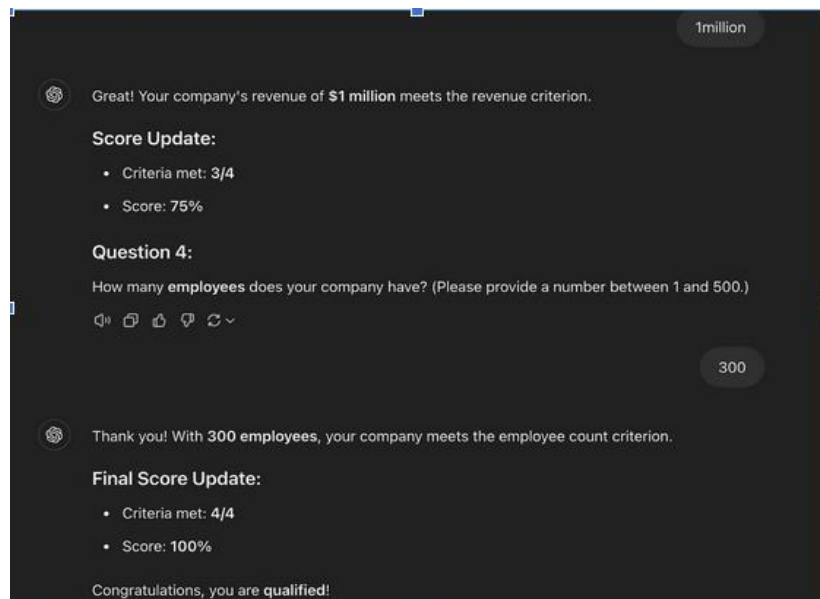 1million
Great! Your company's revenue of $1 million meets the revenue criterion.
Score Update:
• Criteria met: 3/4
• Score: 75%
Question 4:
How many employees does your company have? (Please provide a number between 1 and 500.)
300
Thank you! With 300 employees, your company meets the employee count criterion.
Final Score Update:
• Criteria met: 4/4
• Score: 100%
Congratulations, you are qualified!